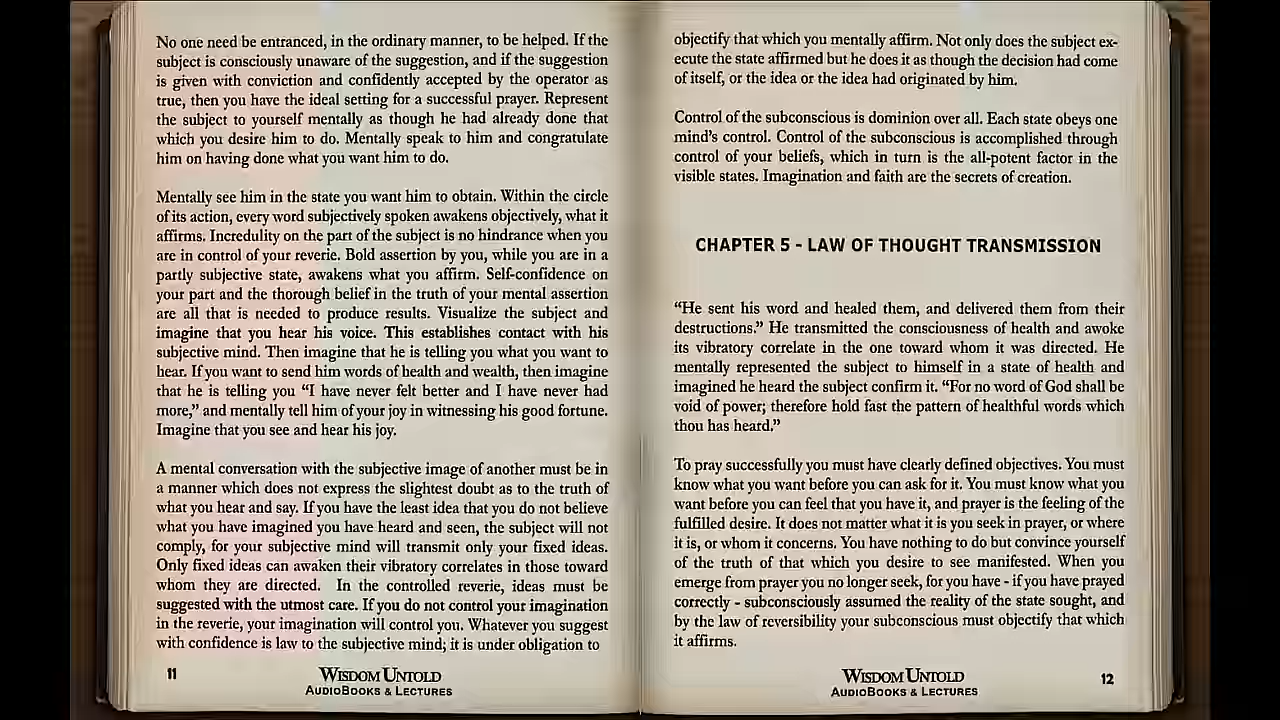 No one need be entranced, in the ordinary manner, to be helped. If the
subject is consciously unaware of the suggestion, and if the suggestion
is given with conviction and confidently accepted by the operator as
true, then you have the ideal setting for a successful prayer. Represent
the subject to yourself mentally as though he had already done that
which you desire him to do. Mentally speak to him and congratulate
him on having done what you want him to do.
Mentally see him in the state you want him to obtain. Within the circle
of its action, every word subjectively spoken awakens objectively, what it
affirms. Incredulity on the part of the subject is no hindrance when you
are in control of your reverie. Bold assertion by you, while you are in a
partly subjective state, awakens what you affirm. Self-confidence on
your part and the thorough belief in the truth of your mental assertion
are all that is needed to produce results. Visualize the subject and
imagine that you hear his voice. This establishes contact with his
subjective mind. Then imagine that he is telling you what you want to
hear. If you want to send him words of health and wealth, then imagine
that he is telling you “I have never felt better and I have never had
more,” and mentally tell him of your joy in witnessing his good fortune.
Imagine that you see and hear his joy.
A mental conversation with the subjective image of another must be in
a manner which does not express the slightest doubt as to the truth of
what you hear and say. If you have the least idea that you do not believe
what you have imagined you have heard and seen, the subject will not
comply, for your subjective mind will transmit only your fixed ideas.
Only fixed ideas can awaken their vibratory correlates in those toward
whom they are directed. In the controlled reverie, ideas must be
suggested with the utmost care. If you do not control your imagination
in the reverie, your imagination will control you. Whatever you suggest
with confidence is law to the subjective mind; it is under obligation to
11
WISDOM UNTOLD
AUDIOBOOKS & LECTURES
objectify that which you mentally affirm. Not only does the subject ex-
ecute the state affirmed but he does it as though the decision had come
of itself, or the idea or the idea had originated by him.
Control of the subconscious is dominion over all. Each state obeys one
mind’s control. Control of the subconscious is accomplished through
control of your beliefs, which in turn is the all-potent factor in the
visible states. Imagination and faith are the secrets of creation.
CHAPTER 5 - LAW OF THOUGHT TRANSMISSION
“He sent his word and healed them, and delivered them from their
destructions.” He transmitted the consciousness of health and awoke
its vibratory correlate in the one toward whom it was directed. He
mentally represented the subject to himself in a state of health and
imagined he heard the subject confirm it. “For no word of God shall be
void of power; therefore hold fast the pattern of healthful words which
thou has heard.”
To pray successfully you must have clearly defined objectives. You must
know what you want before you can ask for it. You must know what you
want before you can feel that you have it, and prayer is the feeling of the
fulfilled desire. It does not matter what it is you seek in prayer, or where
it is, or whom it concerns. You have nothing to do but convince yourself
of the truth of that which you desire to see manifested. When you
emerge from prayer you no longer seek, for you have - if you have prayed
correctly - subconsciously assumed the reality of the state sought, and
by the law of reversibility your subconscious must objectify that which
it affirms.
WISDOM UNTOLD
AUDIOBOOKS & LECTURES
12